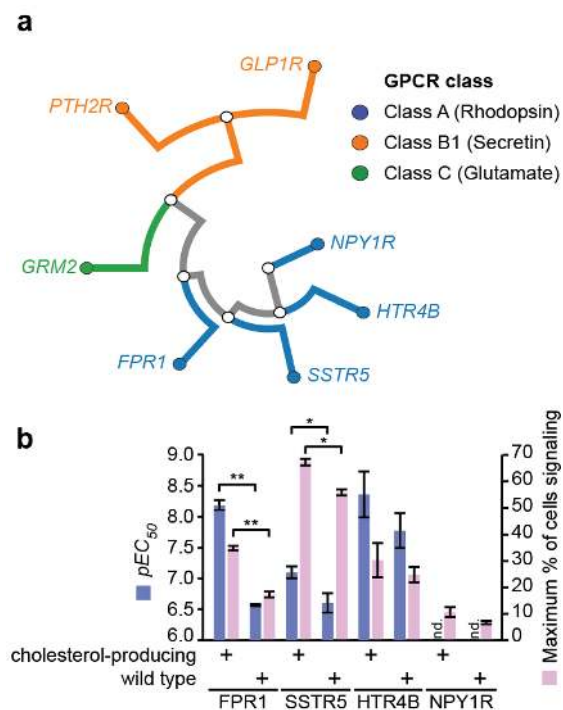 a
GLP1R
PTH2R
GPCR class
Class A (Rhodopsin)
Class B1 (Secretin)
Class C (Glutamate)
NPY1R
GRM2
HTR4B
FPR1
SSTR5
b
9.0
8.5
8.0
7.5
7.0
6.5
6.0
pEC50
** ** * *
nd. nd.
70
60
50
40
30
20
10
0
Maximum % of cells signaling
cholesterol-producing + + + +
wild type + + + +
FPR1 SSTR5 HTR4B NPY1R